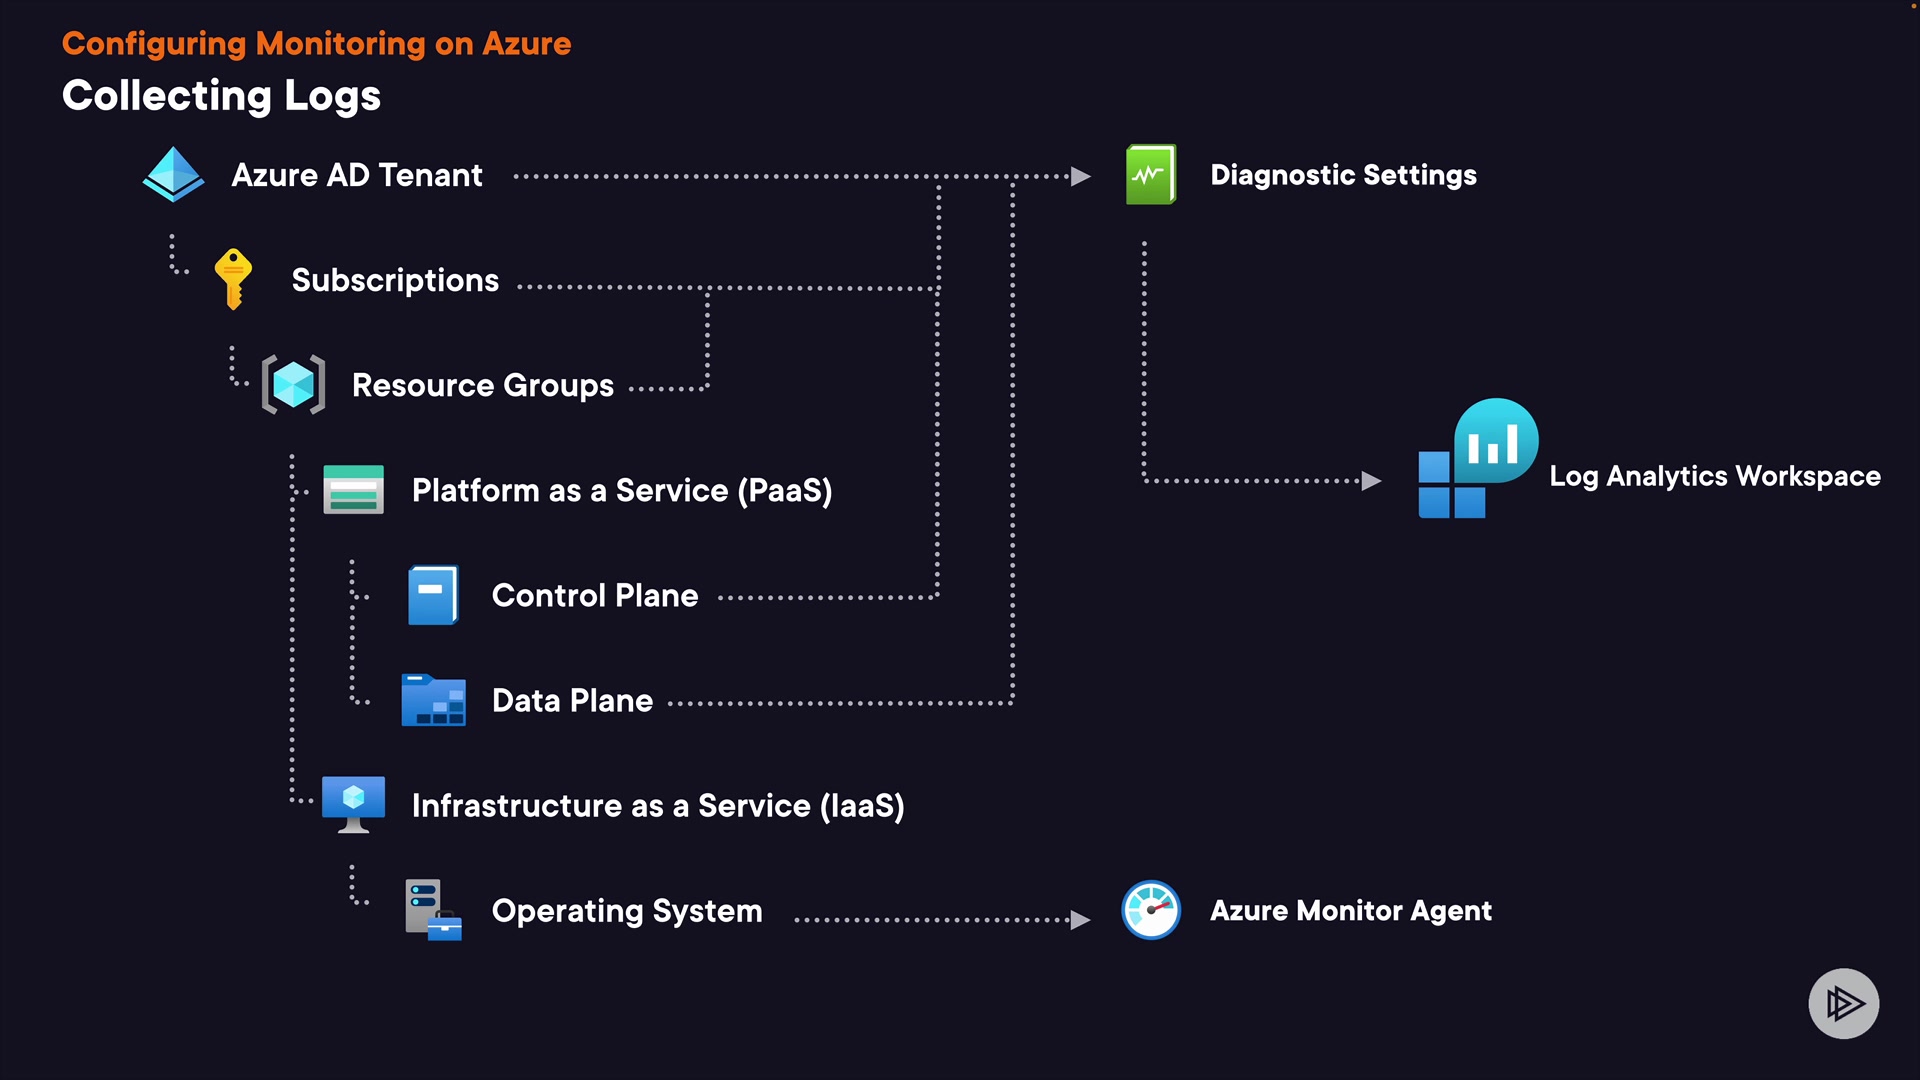 Configuring Monitoring on Azure
Collecting Logs
Azure AD Tenant
Diagnostic Settings
Subscriptions
Resource Groups
Platform as a Service (PaaS)
Log Analytics Workspace
Control Plane
Data Plane
Infrastructure as a Service (IaaS)
Operating System
Azure Monitor Agent